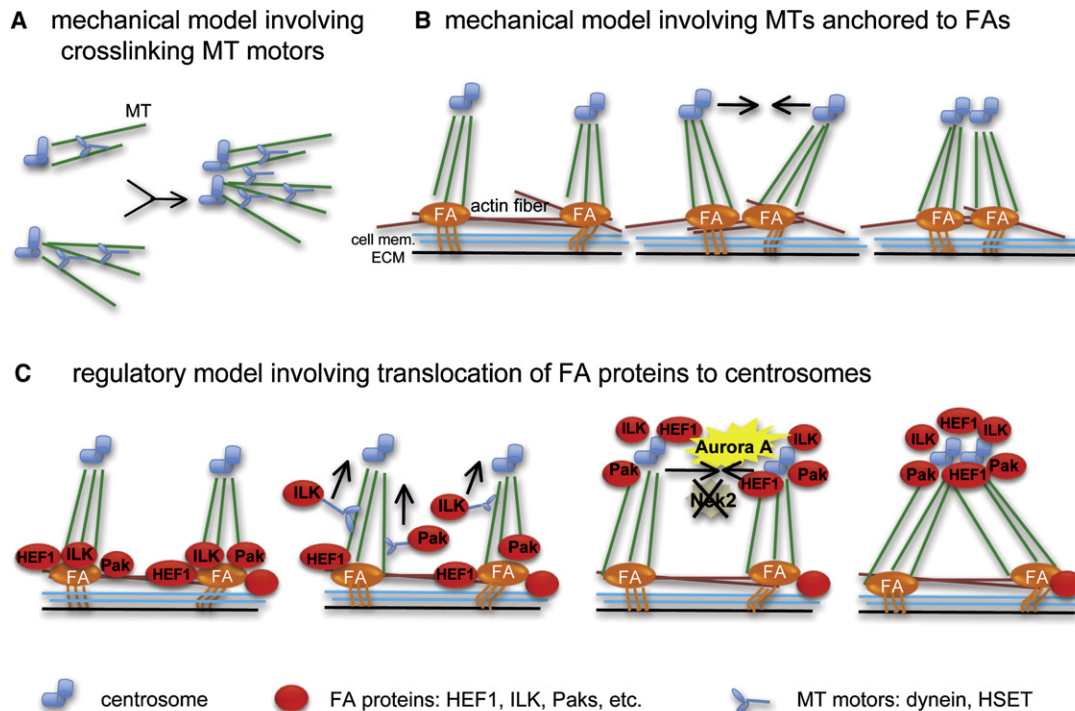 A mechanical model involving
crosslinking MT motors
MT
B mechanical model involving MTs anchored to FAs
FA actin fiber FA
cell mem.
ECM
FA FA
FA FA
C regulatory model involving translocation of FA proteins to centrosomes
HEF1 ILK Pak FA HEF1 ILK Pak FA
ILK ILK
Pak
HEF1 FA HEF1 Pak FA
ILK HEF1 Aurora A ILK
Pak HEF1 Pak
Nek2
FA FA
ILK HEF1 ILK
Pak HEF1 Pak
FA FA
centrosome
FA proteins: HEF1, ILK, Paks, etc.
MT motors: dynein, HSET